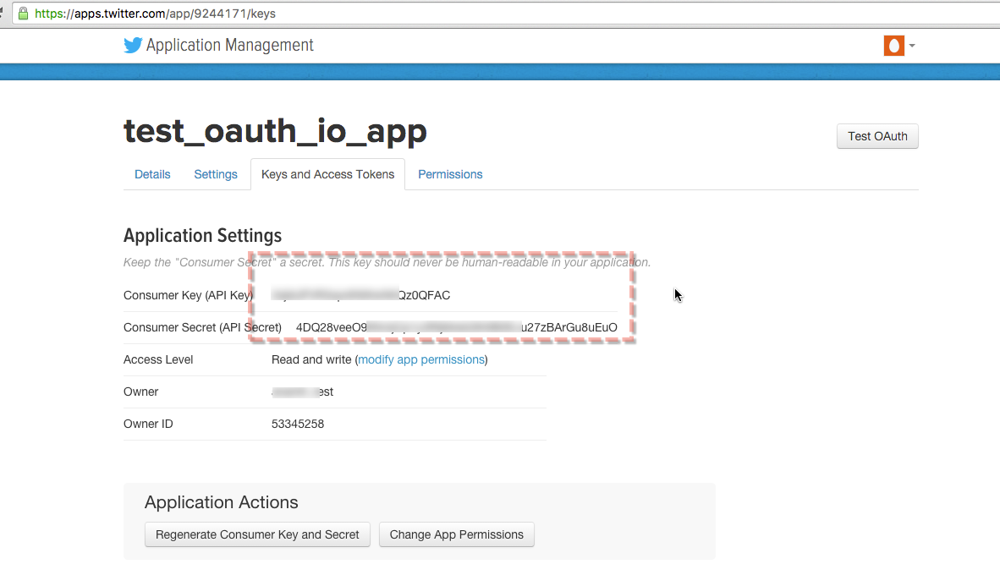 https://apps.twitter.com/app/9244171/keys
Application Management
test_oauth_io_app
Test OAuth
Details Settings Keys and Access Tokens Permissions
Application Settings
Keep the "Consumer Secret" a secret. This key should never be human-readable in your application.
Consumer Key (API Key) Qz0QFAC
Consumer Secret (API Secret) 4DQ28veeO9 u27zBArGu8uEuO
Access Level Read and write (modify app permissions)
Owner est
Owner ID 53345258
Application Actions
Regenerate Consumer Key and Secret Change App Permissions